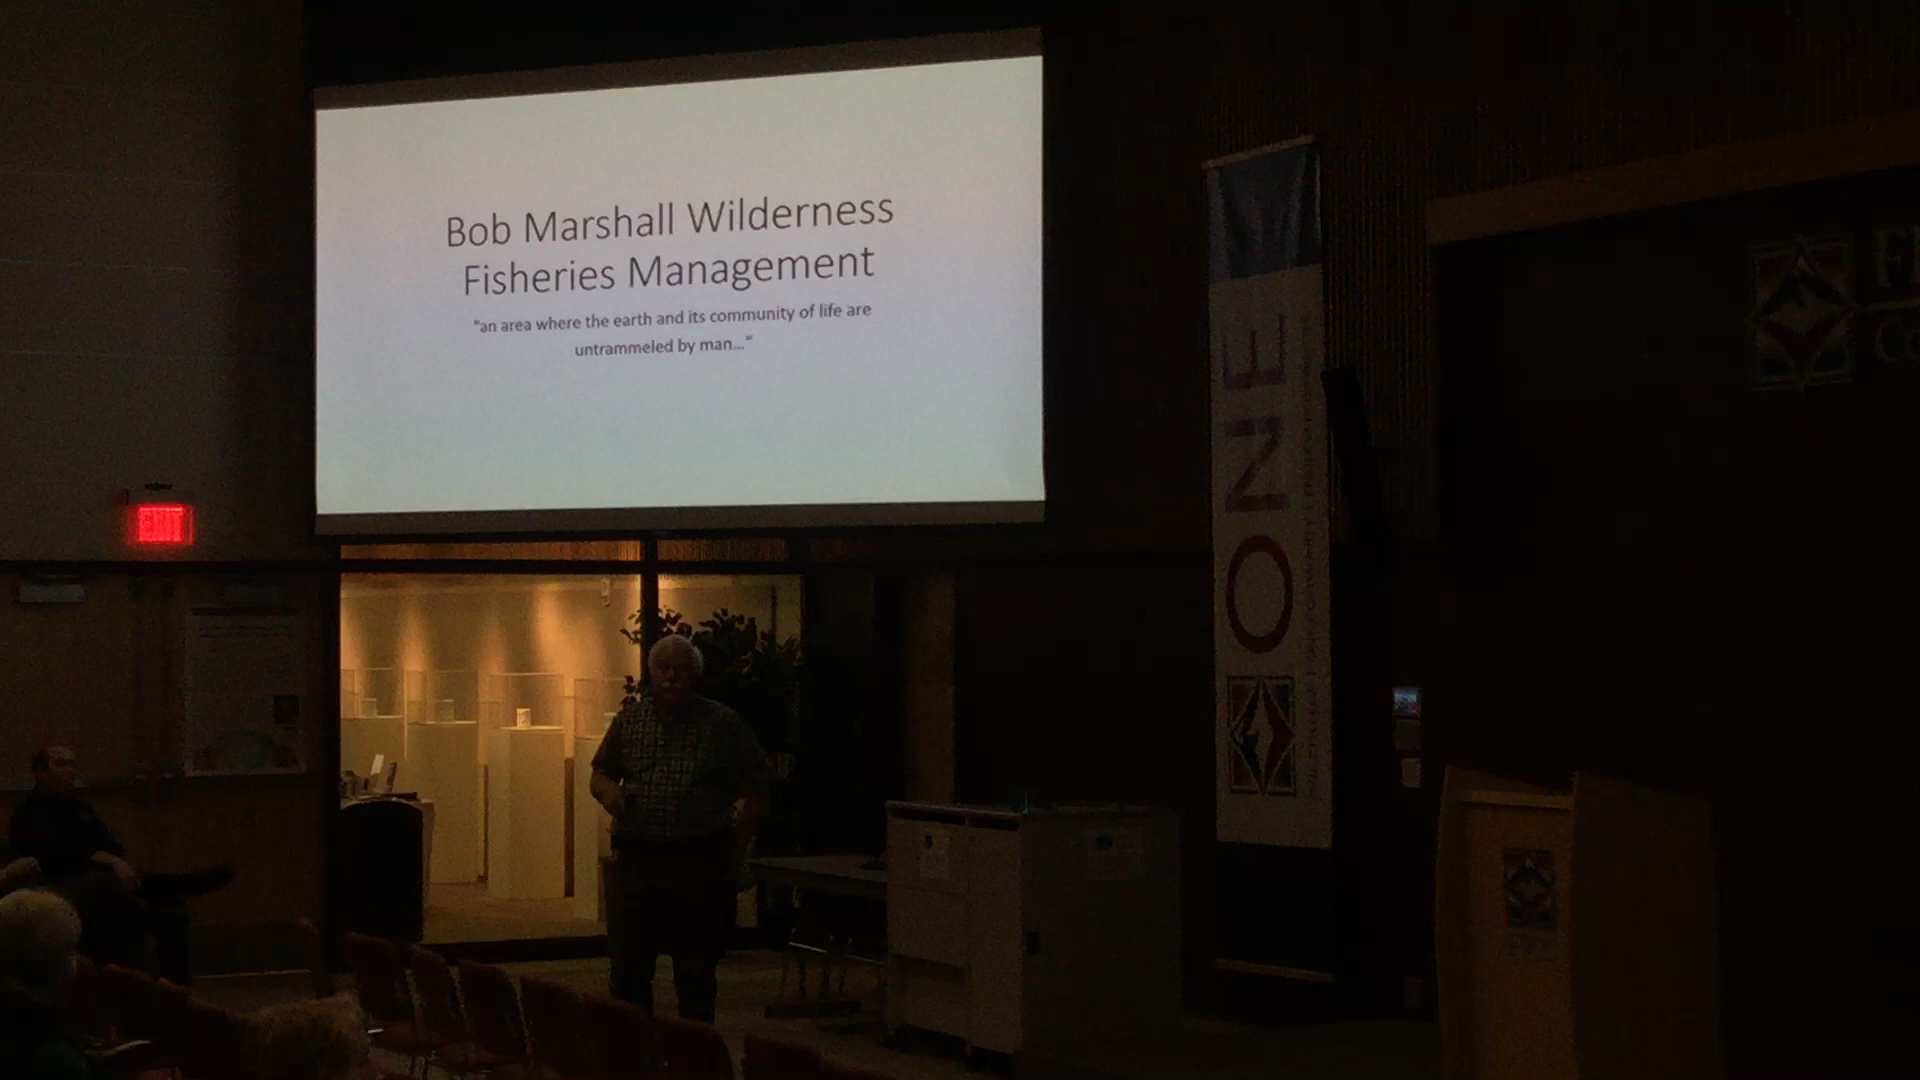 Bob Marshall Wilderness
Fisheries Management
"an area where the earth and its community of life are
untrammeled by man..."
EXIT
ONE